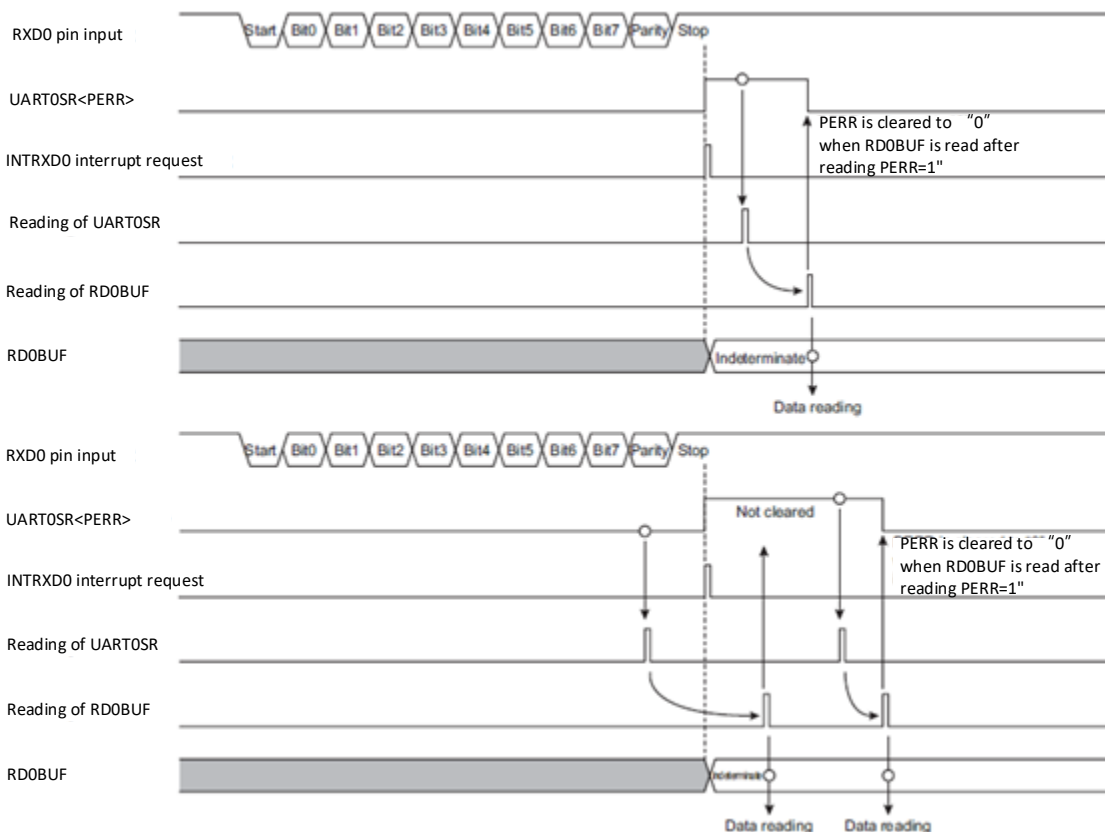 RXD0 pin input
Start Bit0 Bit1 Bit2 Bit3 Bit4 Bit5 Bit6 Bit7 Parity Stop
UART0SR<PERR>
PERR is cleared to “0”
when RD0BUF is read after
reading PERR=1"
INTRXD0 interrupt request
Reading of UART0SR
Reading of RD0BUF
RD0BUF
Indeterminate
Data reading
RXD0 pin input
Start Bit0 Bit1 Bit2 Bit3 Bit4 Bit5 Bit6 Bit7 Parity Stop
UART0SR<PERR>
Not cleared
PERR is cleared to “0”
when RD0BUF is read after
reading PERR=1"
INTRXD0 interrupt request
Reading of UART0SR
Reading of RD0BUF
RD0BUF
Indeterminate
Data reading Data reading